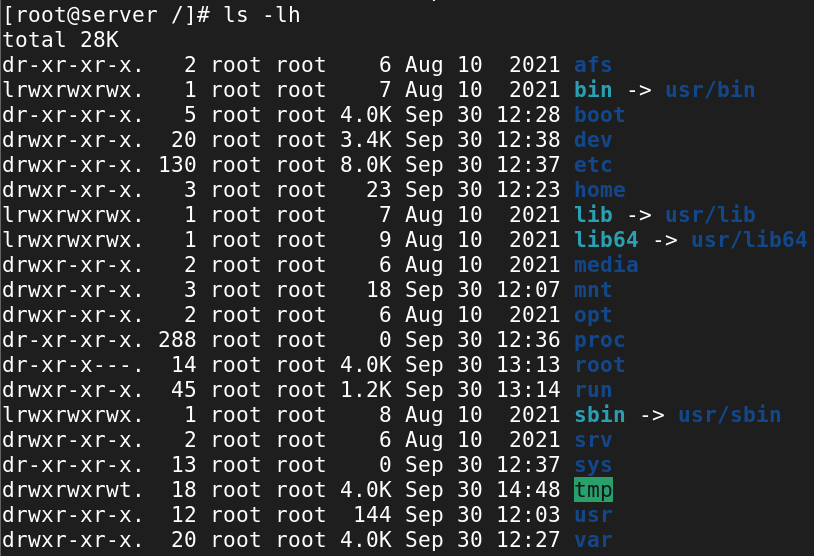 [root@server /]# ls -lh
total 28K
dr-xr-xr-x.   2 root root    6 Aug 10  2021 afs
lrwxrwxrwx.   1 root root    7 Aug 10  2021 bin -> usr/bin
dr-xr-xr-x.   5 root root 4.0K Sep 30 12:28 boot
drwxr-xr-x.  20 root root 3.4K Sep 30 12:38 dev
drwxr-xr-x. 130 root root 8.0K Sep 30 12:37 etc
drwxr-xr-x.   3 root root   23 Sep 30 12:23 home
lrwxrwxrwx.   1 root root    7 Aug 10  2021 lib -> usr/lib
lrwxrwxrwx.   1 root root    9 Aug 10  2021 lib64 -> usr/lib64
drwxr-xr-x.   2 root root    6 Aug 10  2021 media
drwxr-xr-x.   3 root root   18 Sep 30 12:07 mnt
drwxr-xr-x.   2 root root    6 Aug 10  2021 opt
dr-xr-xr-x. 288 root root    0 Sep 30 12:36 proc
dr-xr-x---.  14 root root 4.0K Sep 30 13:13 root
drwxr-xr-x.  45 root root 1.2K Sep 30 13:14 run
lrwxrwxrwx.   1 root root    8 Aug 10  2021 sbin -> usr/sbin
drwxr-xr-x.   2 root root    6 Aug 10  2021 srv
dr-xr-xr-x.  13 root root    0 Sep 30 12:37 sys
drwxrwxrwt.  18 root root 4.0K Sep 30 14:48 tmp
drwxr-xr-x.  12 root root  144 Sep 30 12:03 usr
drwxr-xr-x.  20 root root 4.0K Sep 30 12:27 var